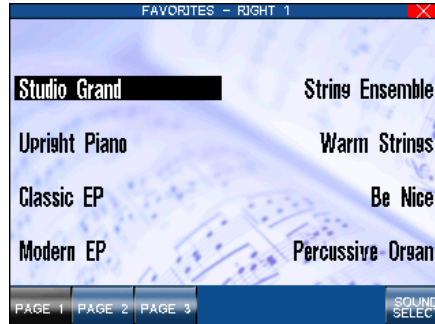 FAVORITES - RIGHT 1
Studio Grand
String Ensemble
Upright Piano
Warm Strings
Classic EP
Be Nice
Modern EP
Percussive Organ
PAGE 1 PAGE 2 PAGE 3
SOUND
SELECT